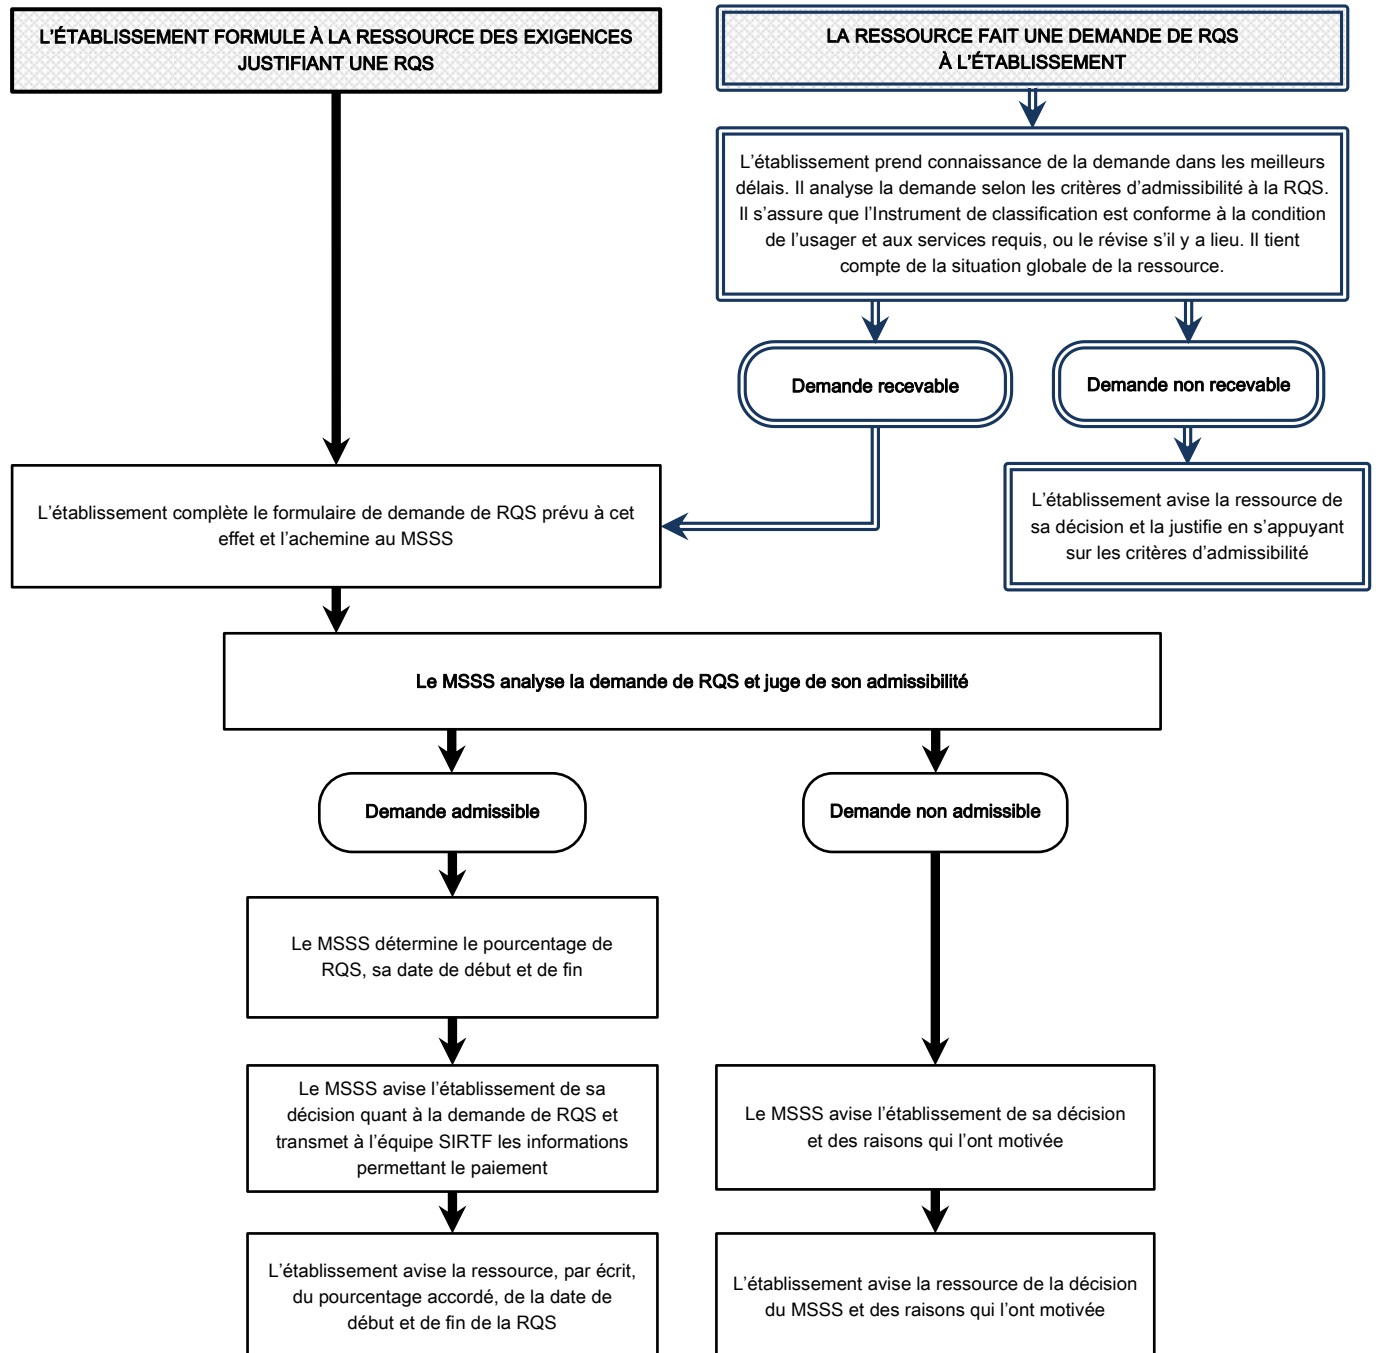 L'ÉTABLISSEMENT FORMULE À LA RESSOURCE DES EXIGENCES
JUSTIFIANT UNE RQS
LA RESSOURCE FAIT UNE DEMANDE DE RQS
À L'ÉTABLISSEMENT
L'établissement prend connaissance de la demande dans les meilleurs
délais. Il analyse la demande selon les critères d'admissibilité à la RQS.
Il s'assure que l'Instrument de classification est conforme à la condition
de l'usager et aux services requis, ou le révise s'il y a lieu. Il tient
compte de la situation globale de la ressource.
Demande recevable
Demande non recevable
L'établissement complète le formulaire de demande de RQS prévu à cet
effet et l'achemine au MSSS
L'établissement avise la ressource de
sa décision et la justifie en s'appuyant
sur les critères d'admissibilité
Le MSSS analyse la demande de RQS et juge de son admissibilité
Demande admissible
Demande non admissible
Le MSSS détermine le pourcentage de
RQS, sa date de début et de fin
Le MSSS avise l'établissement de sa
décision quant à la demande de RQS et
transmet à l'équipe SIRTF les informations
permettant le paiement
Le MSSS avise l'établissement de sa décision
et des raisons qui l'ont motivée
L'établissement avise la ressource, par écrit,
du pourcentage accordé, de la date de
début et de fin de la RQS
L'établissement avise la ressource de la décision
du MSSS et des raisons qui l'ont motivée